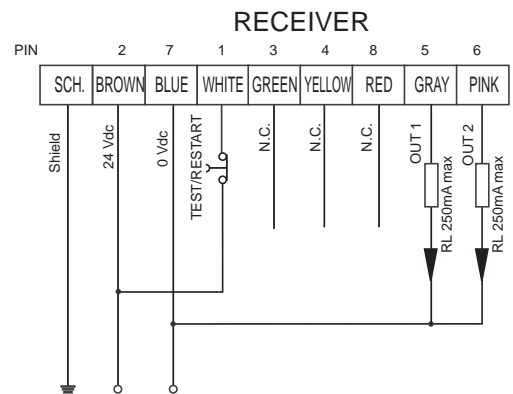 RECEIVER
PIN 2 7 1 3 4 8 5 6
SCH. BROWN BLUE WHITE GREEN YELLOW RED GRAY PINK
Shield
24 Vdc
0 Vdc
TEST/RESTART
N.C.
N.C.
N.C.
OUT 1
RL 250mA max
OUT 2
RL 250mA max